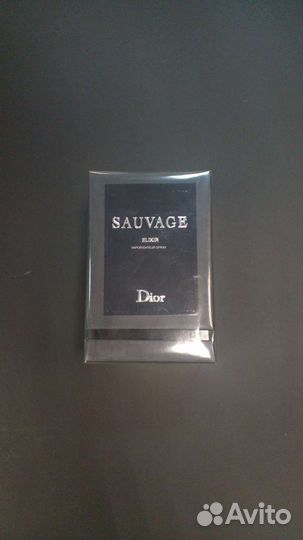 SAUVAGE
ELIXIR
VAPORISATEUR SPRAY
Dior
Avito